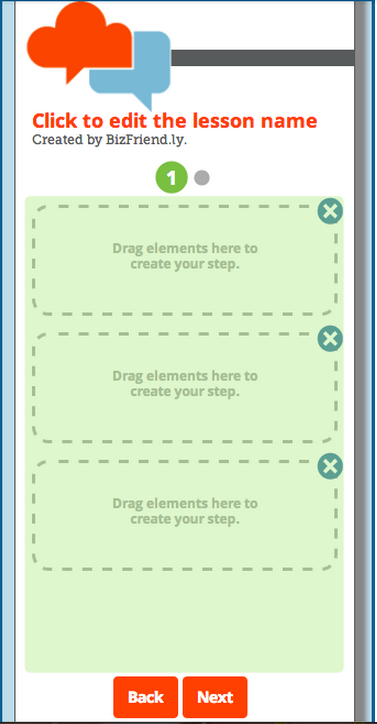 Click to edit the lesson name
Created by BizFriend.ly.
1
Drag elements here to
create your step.
Drag elements here to
create your step.
Drag elements here to
create your step.
Back Next